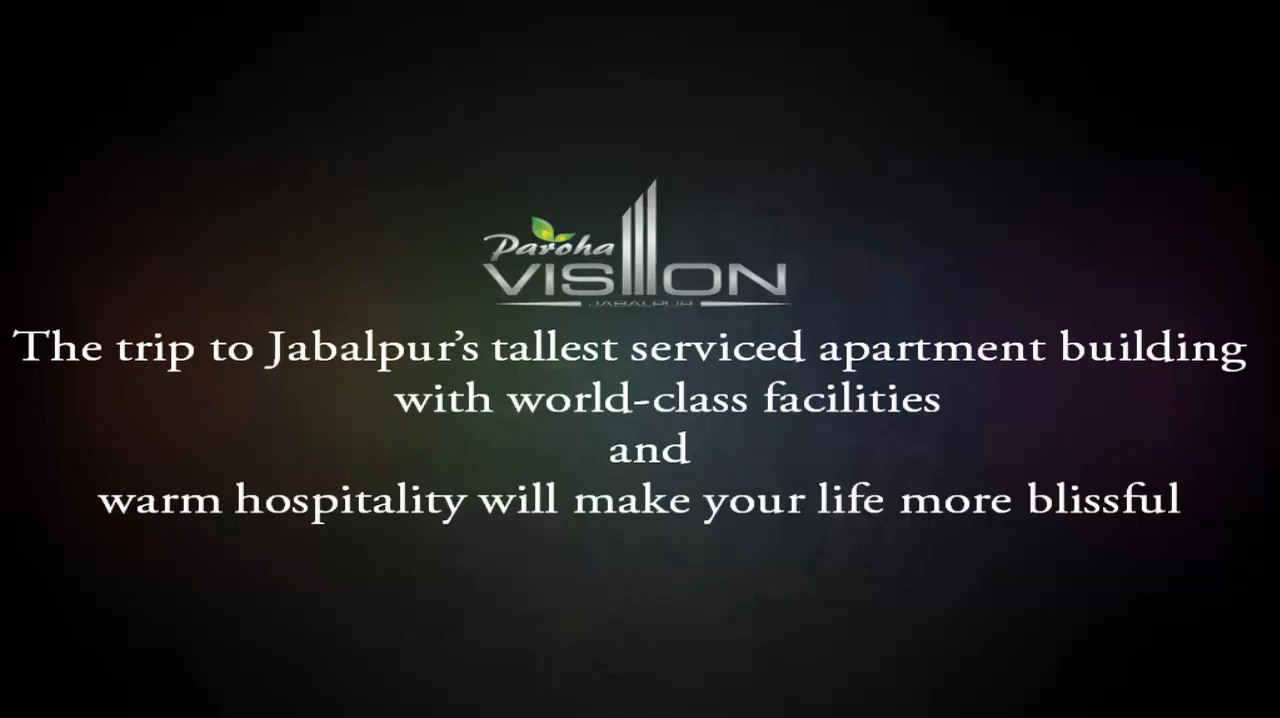 Paroha
VISION
JABALPUR
The trip to Jabalpur's tallest serviced apartment building
with world-class facilities
and
warm hospitality will make your life more blissful